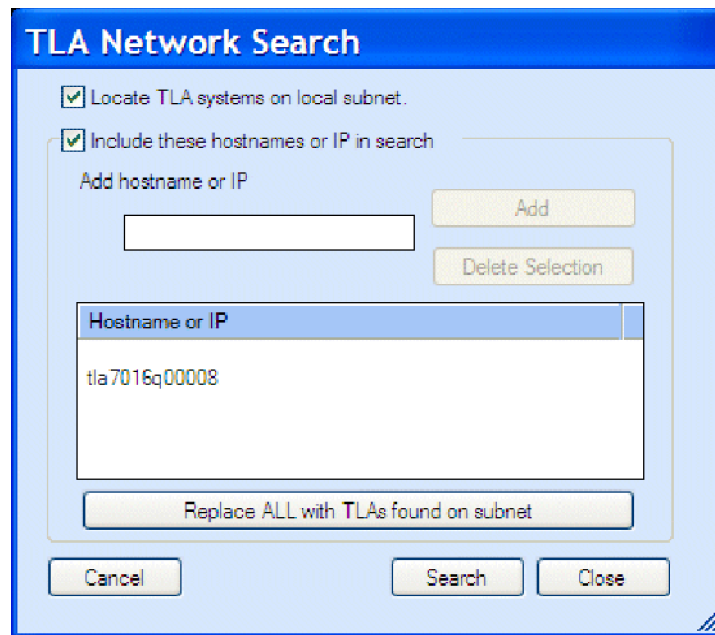 TLA Network Search
Locate TLA systems on local subnet.
Include these hostnames or IP in search
Add hostname or IP
Add
Delete Selection
Hostname or IP
tla7016q00008
Replace ALL with TLAs found on subnet
Cancel
Search
Close